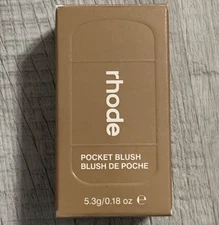 rhode
POCKET BLUSH
BLUSH DE POCHE
5.3g/0.18 oz ℮